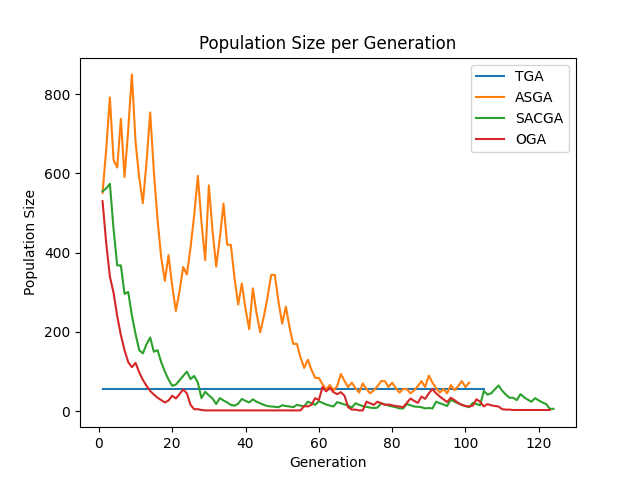 Population Size per Generation
TGA
ASGA
SACGA
OGA
Population Size
800
600
400
200
0
0 20 40 60 80 100 120
Generation